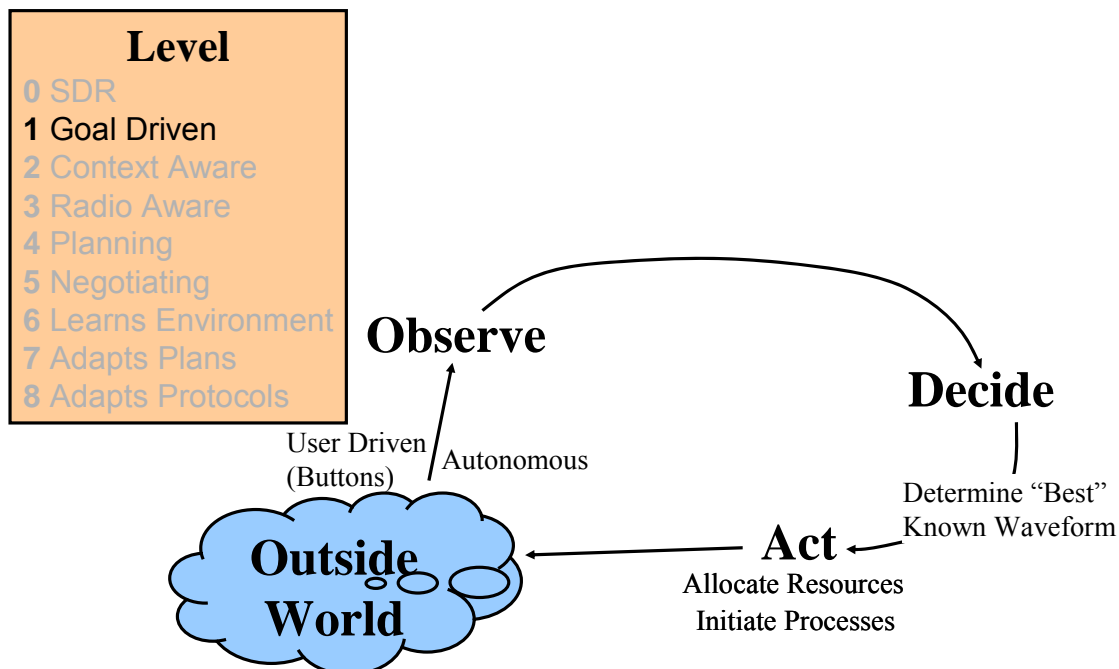 Level
0 SDR
1 Goal Driven
2 Context Aware
3 Radio Aware
4 Planning
5 Negotiating
6 Learns Environment
7 Adapts Plans
8 Adapts Protocols
Observe
Decide
User Driven
(Buttons)
Autonomous
Determine “Best”
Known Waveform
Act
Allocate Resources
Initiate Processes
Outside
World